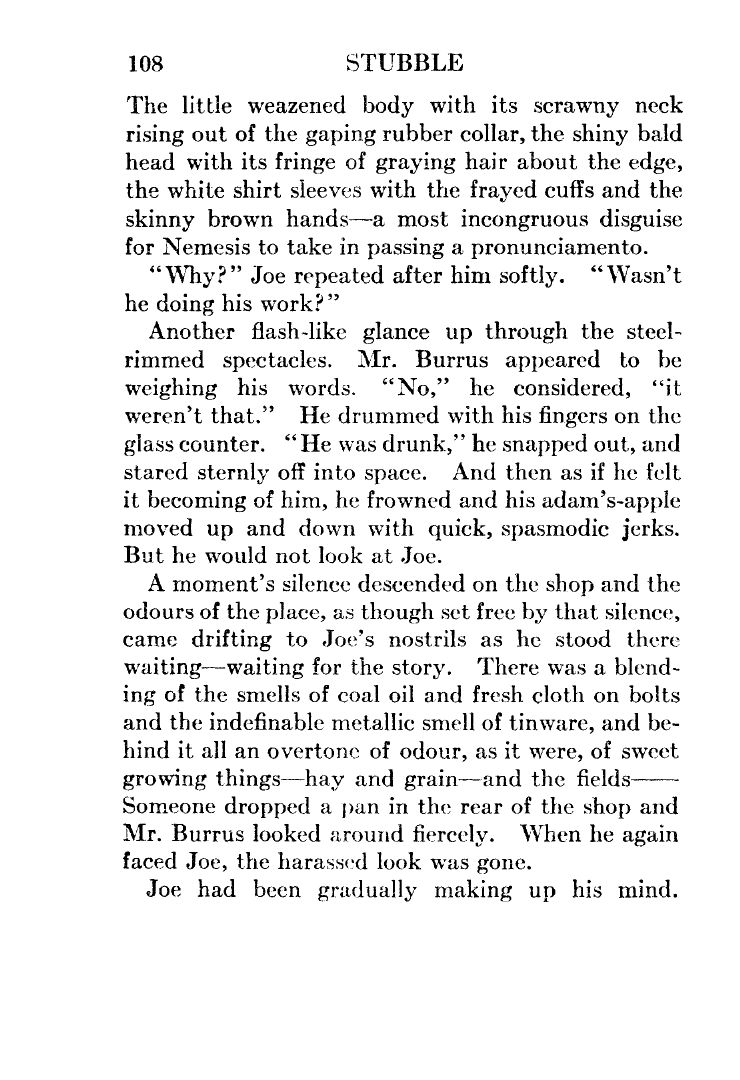 108 STUBBLE
The little weazened body with its scrawny neck
rising out of the gaping rubber collar, the shiny bald
head with its fringe of graying hair about the edge,
the white shirt sleeves with the frayed cuffs and the
skinny brown hands—a most incongruous disguise
for Nemesis to take in passing a pronunciamento.
“Why?” Joe repeated after him softly. “Wasn’t
he doing his work?”
Another flash-like glance up through the steel-
rimmed spectacles. Mr. Burrus appeared to be
weighing his words. “No,” he considered, “it
weren’t that.” He drummed with his fingers on the
glass counter. “He was drunk,” he snapped out, and
stared sternly off into space. And then as if he felt
it becoming of him, he frowned and his adam’s-apple
moved up and down with quick, spasmodic jerks.
But he would not look at Joe.
A moment’s silence descended on the shop and the
odours of the place, as though set free by that silence,
came drifting to Joe’s nostrils as he stood there
waiting—waiting for the story. There was a blend-
ing of the smells of coal oil and fresh cloth on bolts
and the indefinable metallic smell of tinware, and be-
hind it all an overtone of odour, as it were, of sweet
growing things—hay and grain—and the fields——
Someone dropped a pan in the rear of the shop and
Mr. Burrus looked around fiercely. When he again
faced Joe, the harassed look was gone.
Joe had been gradually making up his mind.